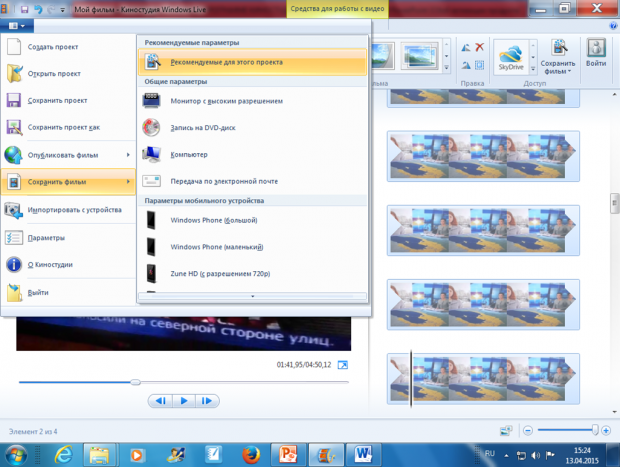 Мой фильм - Киностудия Windows Live
Средства для работы с видео
Создать проект
Открыть проект
Сохранить проект
Сохранить проект как
Опубликовать фильм
Сохранить фильм
Импортировать с устройства
Параметры
О Киностудии
Выйти
Рекомендуемые параметры
Рекомендуемые для этого проекта
Общие параметры
Монитор с высоким разрешением
Запись на DVD-диск
Компьютер
Передача по электронной почте
Параметры мобильного устройства
Windows Phone (большой)
Windows Phone (маленький)
Zune HD (с разрешением 720p)
Правка
SkyDrive
Сохранить
фильм
Войти
Доступ
на северной стороне улиц.
01:41,95/04:50,12
Элемент 2 из 4
RU
15:24
13.04.2015